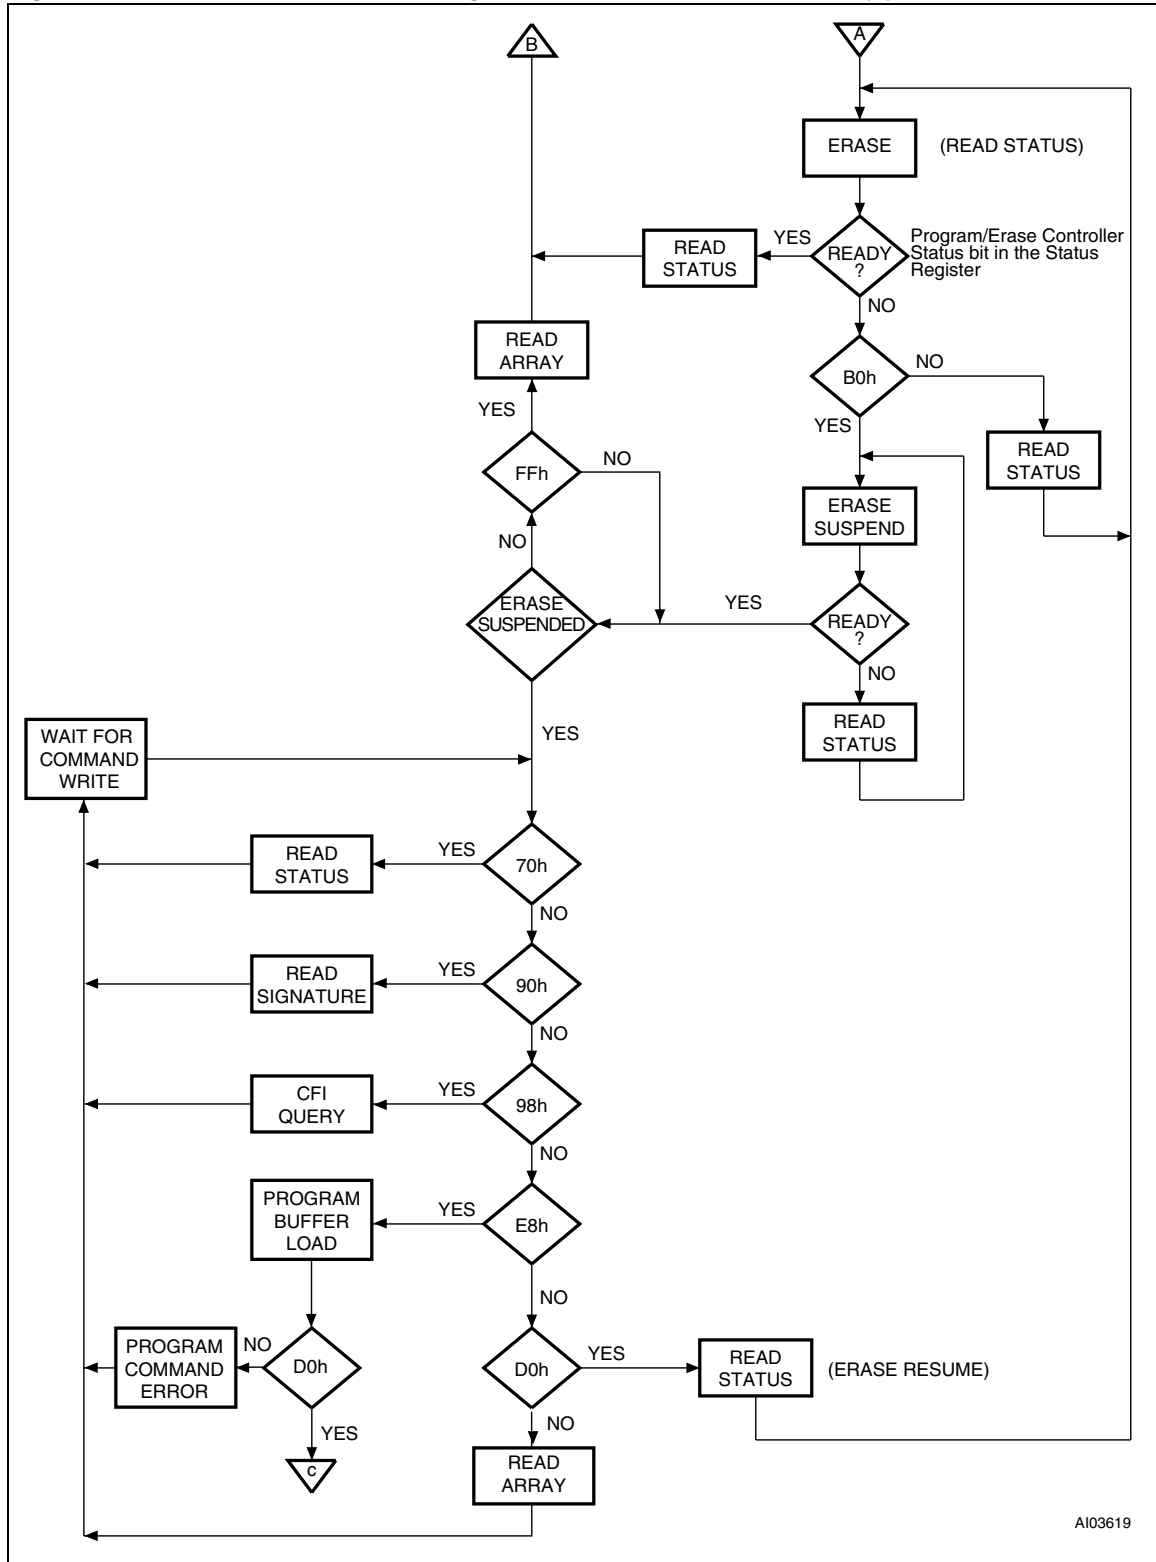 B
A
ERASE
(READ STATUS)
READ
STATUS
YES
READY
?
Program/Erase Controller
Status bit in the Status
Register
NO
READ
ARRAY
B0h
NO
YES
YES
READ
STATUS
FFh
NO
ERASE
SUSPEND
NO
ERASE
SUSPENDED
YES
READY
?
NO
READ
STATUS
YES
WAIT FOR
COMMAND
WRITE
READ
STATUS
YES
70h
NO
READ
SIGNATURE
YES
90h
NO
CFI
QUERY
YES
98h
NO
PROGRAM
BUFFER
LOAD
YES
E8h
NO
PROGRAM
COMMAND
ERROR
NO
D0h
YES
c
D0h
YES
READ
STATUS
(ERASE RESUME)
NO
READ
ARRAY
AI03619